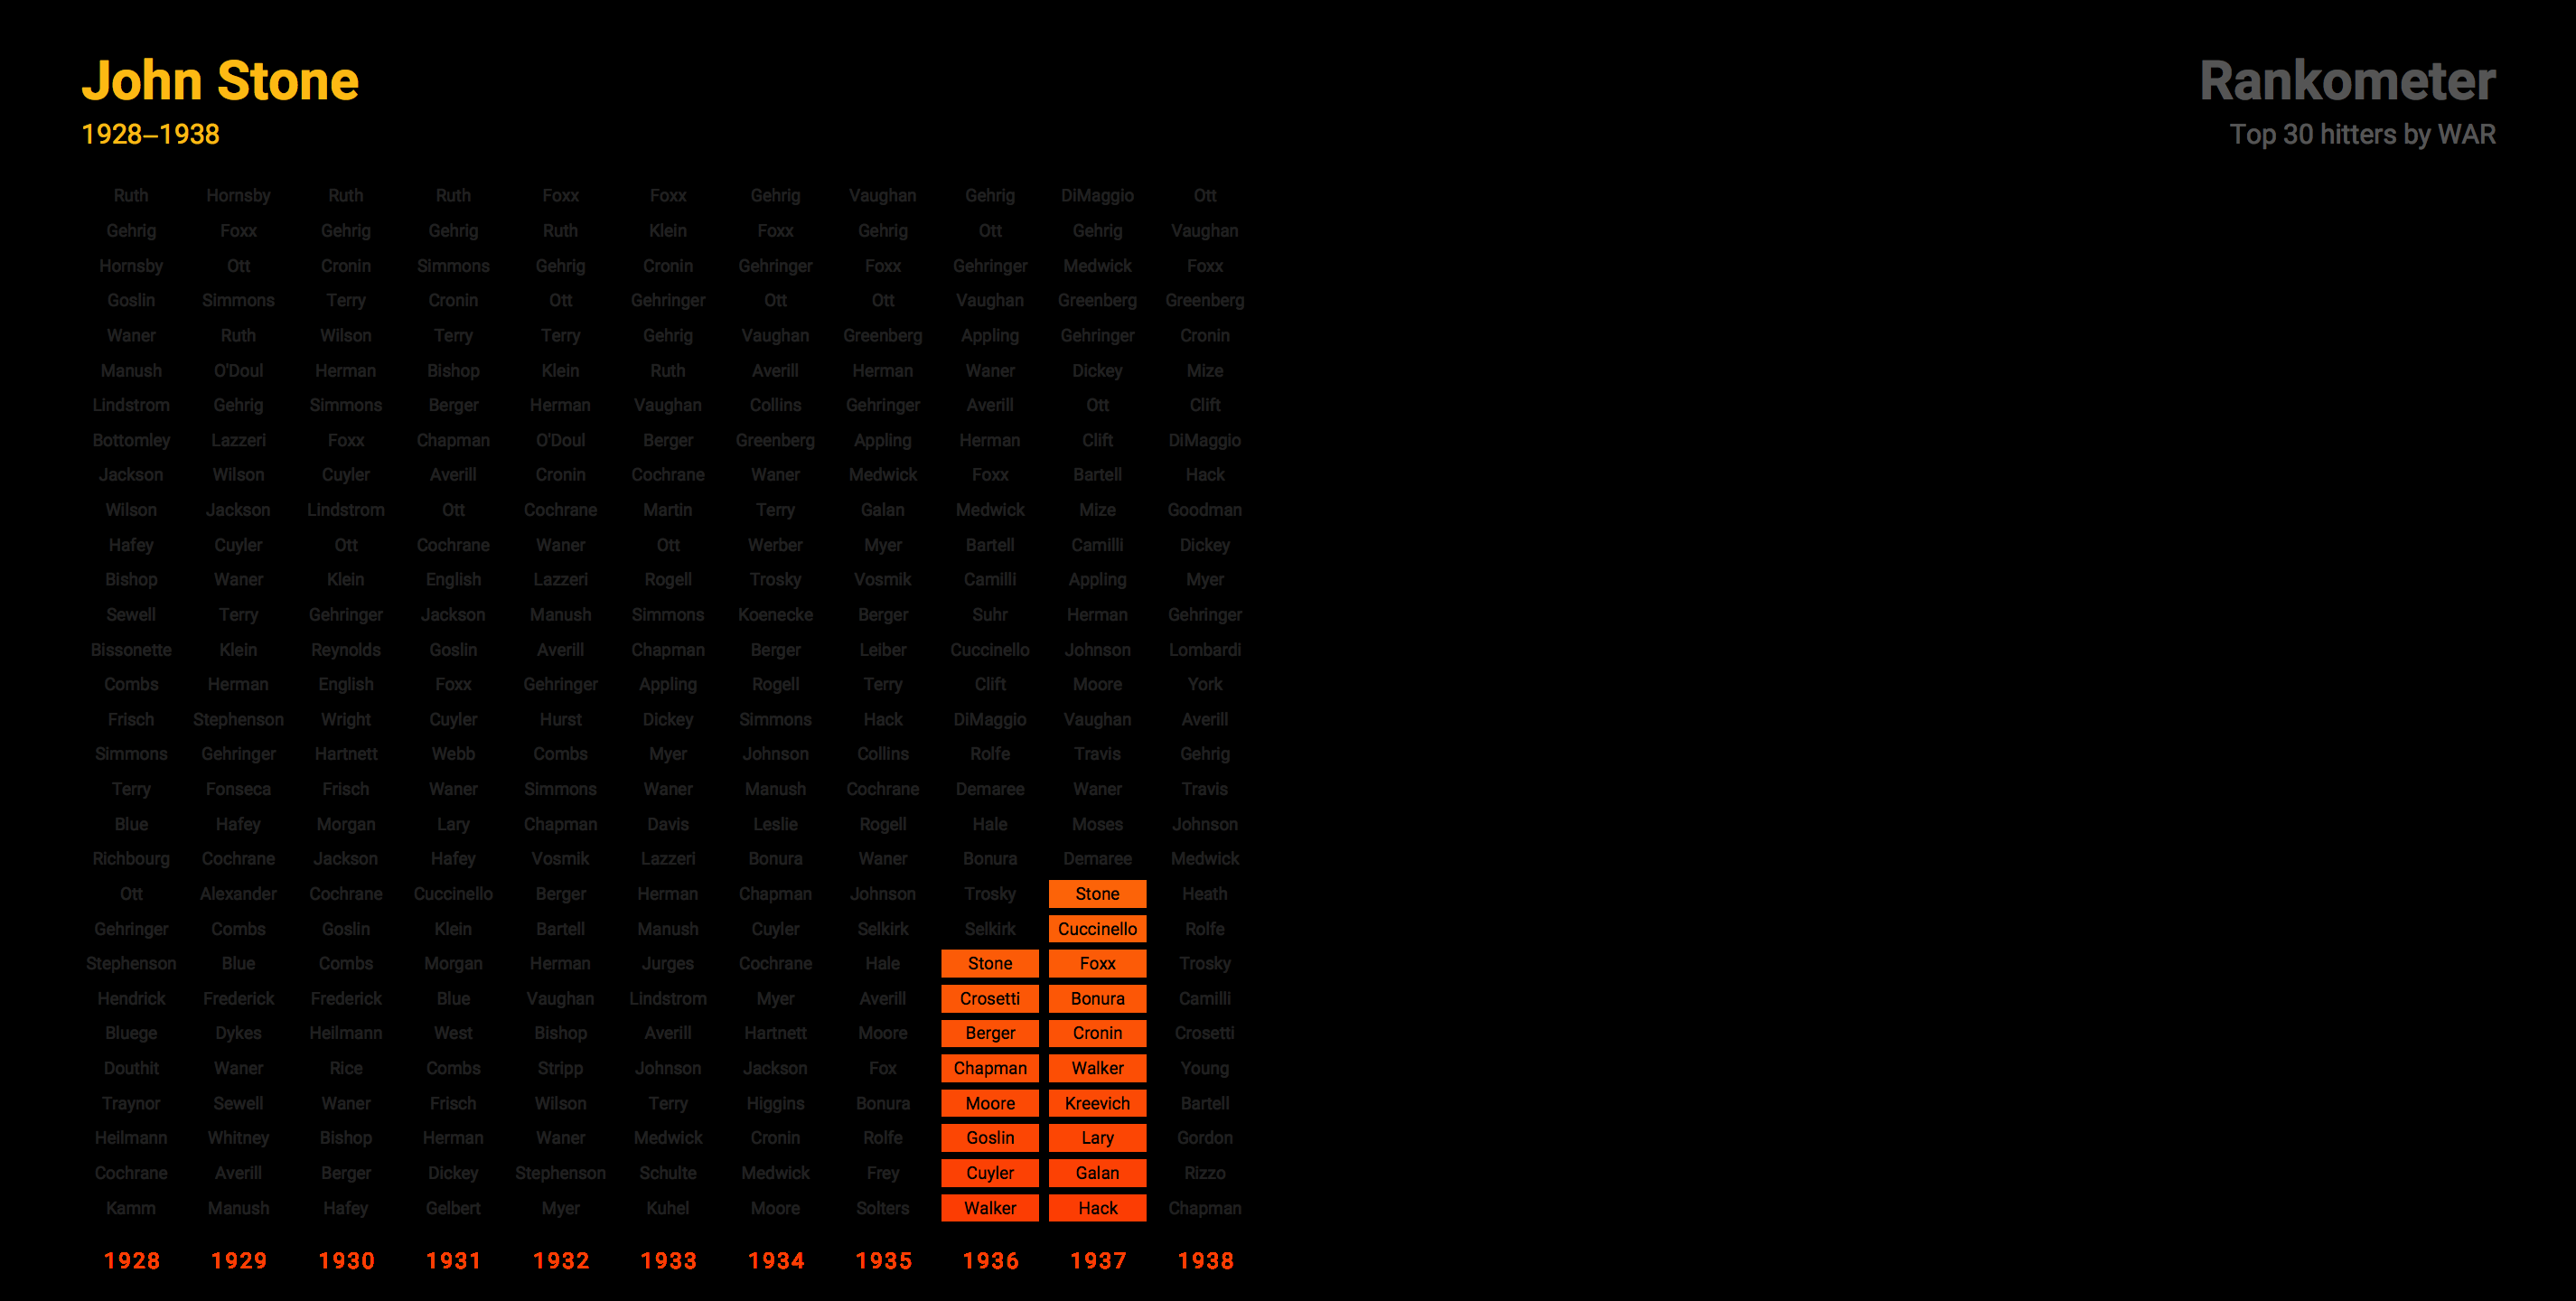 John Stone
Rankometer
1928–1938
Top 30 hitters by WAR
Ruth Hornsby Ruth Ruth Foxx Foxx Gehrig Vaughan Gehrig DiMaggio Ott
Gehrig Foxx Gehrig Gehrig Ruth Klein Foxx Gehrig Ott Gehrig Vaughan
Hornsby Ott Cronin Simmons Gehrig Cronin Gehringer Foxx Gehringer Medwick Foxx
Goslin Simmons Terry Cronin Ott Gehringer Ott Ott Vaughan Greenberg Greenberg
Waner Ruth Wilson Terry Terry Gehrig Vaughan Greenberg Appling Gehringer Cronin
Manush O'Doul Herman Bishop Klein Ruth Averill Herman Waner Dickey Mize
Lindstrom Gehrig Simmons Berger Herman Vaughan Collins Gehringer Averill Ott Clift
Bottomley Lazzeri Foxx Chapman O'Doul Berger Greenberg Appling Herman Clift DiMaggio
Jackson Wilson Cuyler Averill Cronin Cochrane Waner Medwick Foxx Bartell Hack
Wilson Jackson Lindstrom Ott Cochrane Martin Terry Galan Medwick Mize Goodman
Hafey Cuyler Ott Cochrane Waner Ott Werber Myer Bartell Camilli Dickey
Bishop Waner Klein English Lazzeri Rogell Trosky Vosmik Camilli Appling Myer
Sewell Terry Gehringer Jackson Manush Simmons Koenecke Berger Suhr Herman Gehringer
Bissonette Klein Reynolds Goslin Averill Chapman Berger Leiber Cuccinello Johnson Lombardi
Combs Herman English Foxx Gehringer Appling Rogell Terry Clift Moore York
Frisch Stephenson Wright Cuyler Hurst Dickey Simmons Hack DiMaggio Vaughan Averill
Simmons Gehringer Hartnett Webb Combs Myer Johnson Collins Rolfe Travis Gehrig
Terry Fonseca Frisch Waner Simmons Waner Manush Cochrane Demaree Waner Travis
Blue Hafey Morgan Lary Chapman Davis Leslie Rogell Hale Moses Johnson
Richbourg Cochrane Jackson Hafey Vosmik Lazzeri Bonura Waner Bonura Demaree Medwick
Ott Alexander Cochrane Cuccinello Berger Herman Chapman Johnson Trosky Stone Heath
Gehringer Combs Goslin Klein Bartell Manush Cuyler Selkirk Selkirk Cuccinello Rolfe
Stephenson Blue Combs Morgan Herman Jurges Cochrane Hale Stone Foxx Trosky
Hendrick Frederick Frederick Blue Vaughan Lindstrom Myer Averill Crosetti Bonura Camilli
Bluege Dykes Heilmann West Bishop Averill Hartnett Moore Berger Cronin Crosetti
Douthit Waner Rice Combs Stripp Johnson Jackson Fox Chapman Walker Young
Traynor Sewell Waner Frisch Wilson Terry Higgins Bonura Moore Kreevich Bartell
Heilmann Whitney Bishop Herman Waner Medwick Cronin Rolfe Goslin Lary Gordon
Cochrane Averill Berger Dickey Stephenson Schulte Medwick Frey Cuyler Galan Rizzo
Kamm Manush Hafey Gelbert Myer Kuhel Moore Solters Walker Hack Chapman
1928 1929 1930 1931 1932 1933 1934 1935 1936 1937 1938